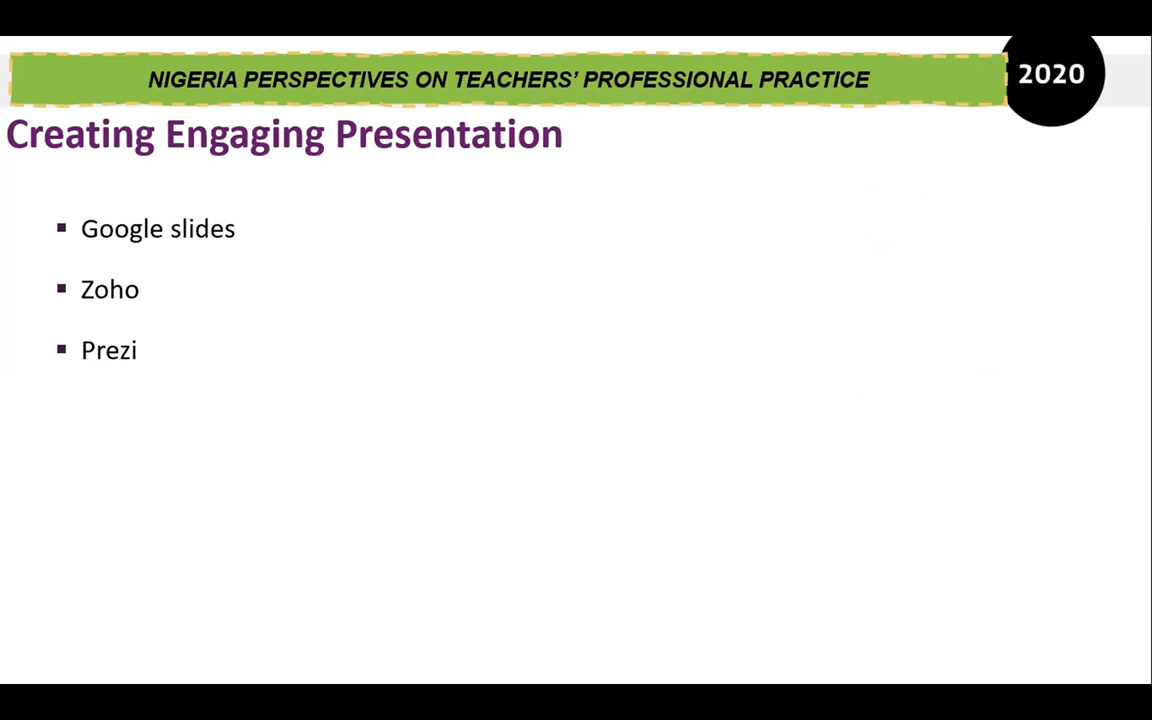 NIGERIA PERSPECTIVES ON TEACHERS’ PROFESSIONAL PRACTICE
2020
Creating Engaging Presentation
Google slides
Zoho
Prezi